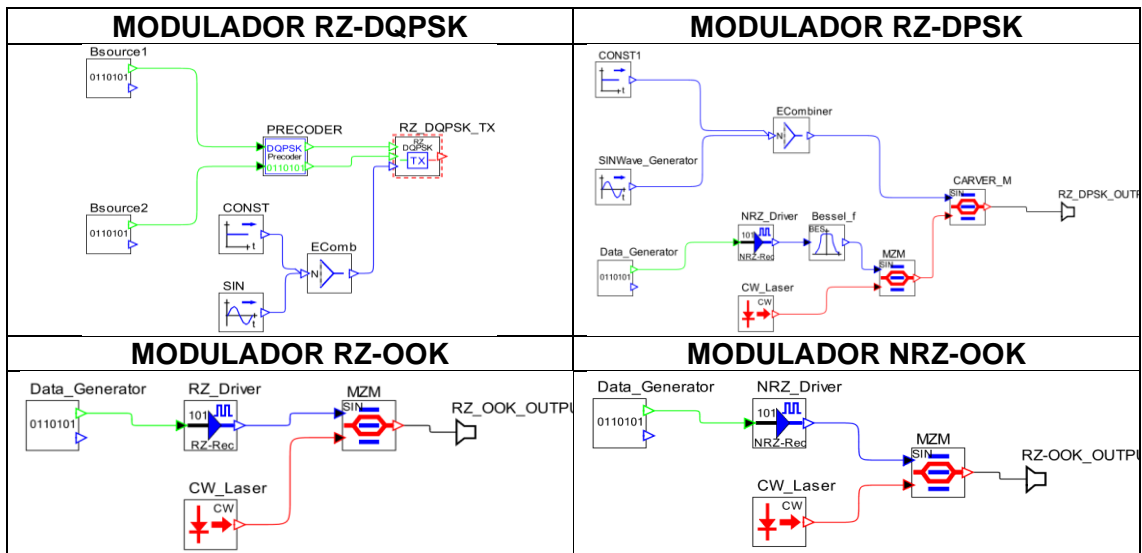 MODULADOR RZ-DQPSK
Bsource1
0110101
PRECODER
DQPSK
Precoder
0110101
RZ_DQPSK_TX
RZ
DQPSK
TX
Bsource2
0110101
CONST
t
EComb
N
SIN
t
MODULADOR RZ-DPSK
CONST1
t
ECombiner
N
SINWave_Generator
t
CARVER_M
SIN
RZ_DPSK_OUTP
NRZ_Driver
101
NRZ-Rec
Bessel_f
BES
Data_Generator
0110101
MZM
SIN
CW_Laser
CW
MODULADOR RZ-OOK
Data_Generator
0110101
RZ_Driver
101
RZ-Rec
MZM
SIN
RZ_OOK_OUTPU
CW_Laser
CW
MODULADOR NRZ-OOK
Data_Generator
0110101
NRZ_Driver
101
NRZ-Rec
MZM
SIN
RZ-OOK_OUTPU
CW_Laser
CW